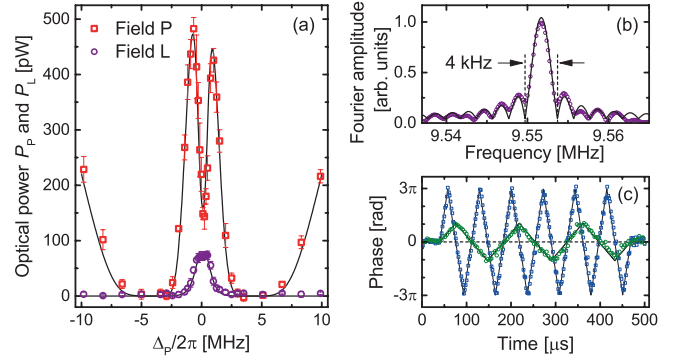 (a)
Field P
Field L
Optical power P_P and P_L [pW]
500
400
300
200
100
0
-10
-5
0
5
10
Δ_P/2π [MHz]
(b)
4 kHz
Fourier amplitude
[arb. units]
1.0
0.5
0.0
9.54
9.55
9.56
Frequency [MHz]
(c)
Phase [rad]
3π
0
-3π
0
100
200
300
400
500
Time [µs]